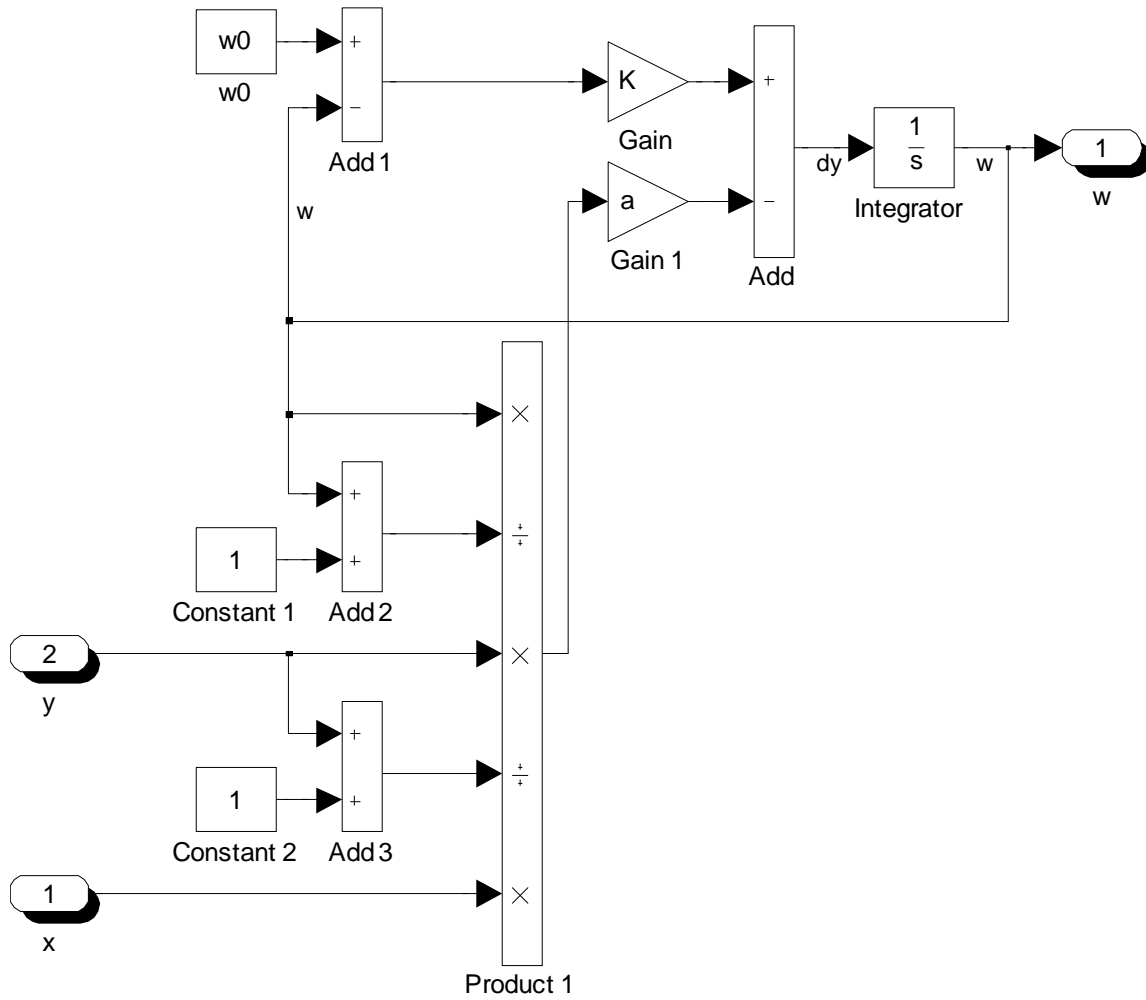 w0
w0
+
−
Add 1
K
Gain
+
−
Add
dy
1
s
Integrator
w
1
w
a
Gain 1
w
×
÷
×
÷
×
Product 1
+
+
Add 2
1
Constant 1
2
y
+
+
Add 3
1
Constant 2
1
x